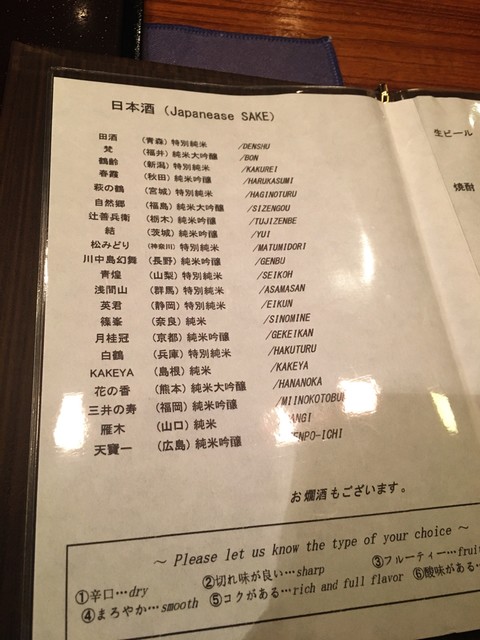 日本酒 (Japanease SAKE)
田酒 (青森) 特別純米 /DENSHU
梵 (福井) 純米大吟醸 /BON
鶴齢 (新潟) 特別純米 /KAKUREI
春霞 (秋田) 純米吟醸 /HARUKASUMI
萩の鶴 (宮城) 特別純米 /HAGINOTURU
自然郷 (福島) 純米大吟醸 /SIZENGOU
辻善兵衛 (栃木) 純米吟醸 /TUJIZENBE
結 (茨城) 純米吟醸 /YUI
松みどり (神奈川) 特別純米 /MATUMIDORI
川中島幻舞 (長野) 純米吟醸 /GENBU
青煌 (山梨) 特別純米 /SEIKOH
浅間山 (群馬) 特別純米 /ASAMASAN
英君 (静岡) 特別純米 /EIKUN
篠峯 (奈良) 純米 /SINOMINE
月桂冠 (京都) 純米吟醸 /GEKEIKAN
白鶴 (兵庫) 特別純米 /HAKUTURU
KAKEYA (島根) 純米 /KAKEYA
花の香 (熊本) 純米大吟醸 /HANANOKA
三井の寿 (福岡) 純米吟醸 /MIINOKOTOBU
雁木 (山口) 純米 ANGI
天寶一 (広島) 純米吟醸 ENPO-ICHI
お爛酒もございます。
～ Please let us know the type of your choice ～
①辛口…dry ②切れ味が良い…sharp ③フルーティー…frui
④まろやか…smooth ⑤コクがある…rich and full flavor ⑥酸味がある…
生ビール
焼酎